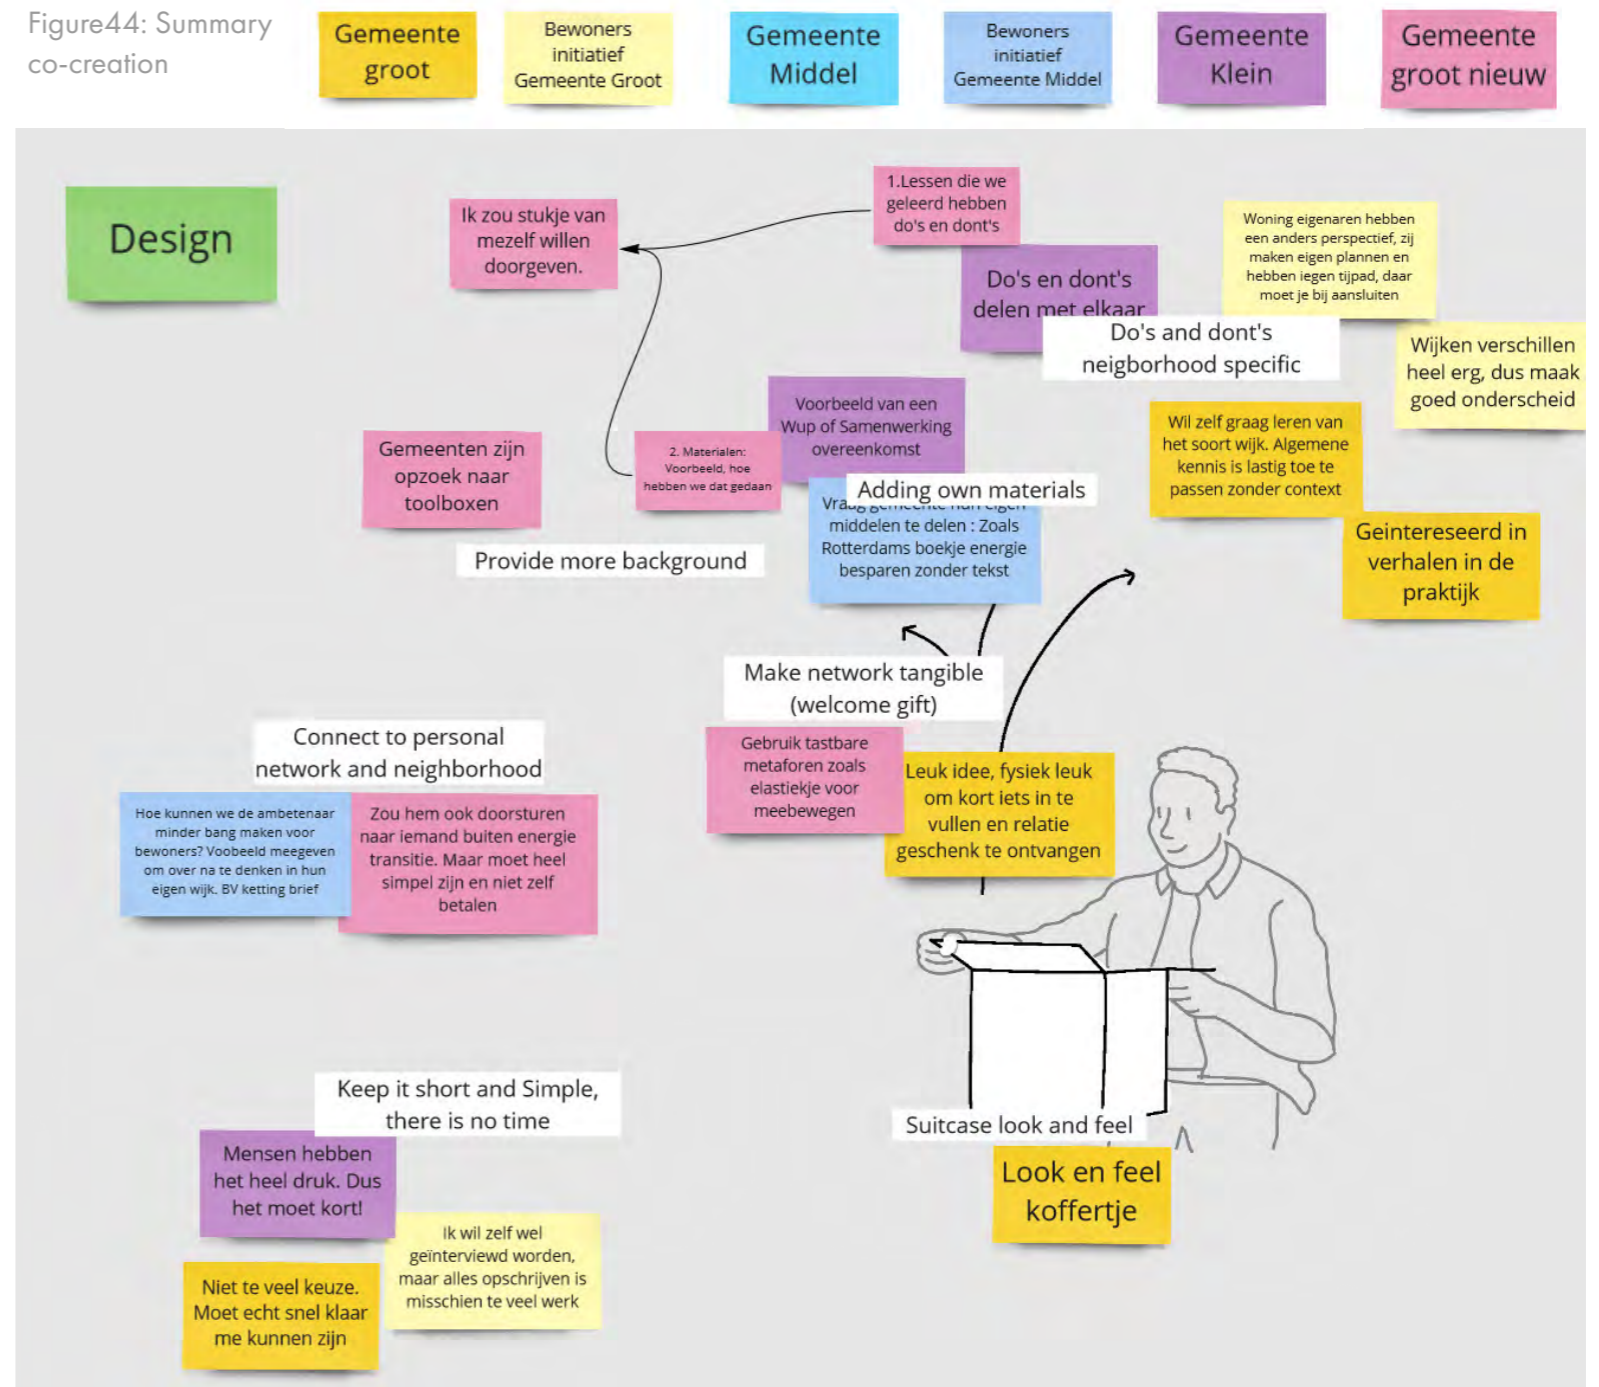 Figure44: Summary
co-creation
Gemeente
groot
Bewoners
initiatief
Gemeente Groot
Gemeente
Middel
Bewoners
initiatief
Gemeente Middel
Gemeente
Klein
Gemeente
groot nieuw
Design
Ik zou stukje van
mezelf willen
doorgeven.
1.Lessen die we
geleerd hebben
do's en dont's
Do's en dont's
delen met elkaar
Do's and dont's
neigborhood specific
Woning eigenaren hebben
een anders perspectief, zij
maken eigen plannen en
hebben iegen tijpad, daar
moet je bij aansluiten
Wijken verschillen
heel erg, dus maak
goed onderscheid
Gemeenten zijn
opzoek naar
toolboxen
2. Materialen:
Voorbeeld, hoe
hebben we dat gedaan
Voorbeeld van een
Wup of Samenwerking
overeenkomst
Adding own materials
Vraag gemeente hun eigen
middelen te delen : Zoals
Rotterdams boekje energie
besparen zonder tekst
Wil zelf graag leren van
het soort wijk. Algemene
kennis is lastig toe te
passen zonder context
Geintereseerd in
verhalen in de
praktijk
Provide more background
Make network tangible
(welcome gift)
Gebruik tastbare
metaforen zoals
elastiekje voor
meebewegen
Leuk idee, fysiek leuk
om kort iets in te
vullen en relatie
geschenk te ontvangen
Connect to personal
network and neighborhood
Hoe kunnen we de ambetenaar
minder bang maken voor
bewoners? Voobeeld meegeven
om over na te denken in hun
eigen wijk. BV ketting brief
Zou hem ook doorsturen
naar iemand buiten energie
transitie. Maar moet heel
simpel zijn en niet zelf
betalen
Keep it short and Simple,
there is no time
Mensen hebben
het heel druk. Dus
het moet kort!
Ik wil zelf wel
geïnterviewd worden,
maar alles opschrijven is
misschien te veel werk
Niet te veel keuze.
Moet echt snel klaar
me kunnen zijn
Suitcase look and feel
Look en feel
koffertje